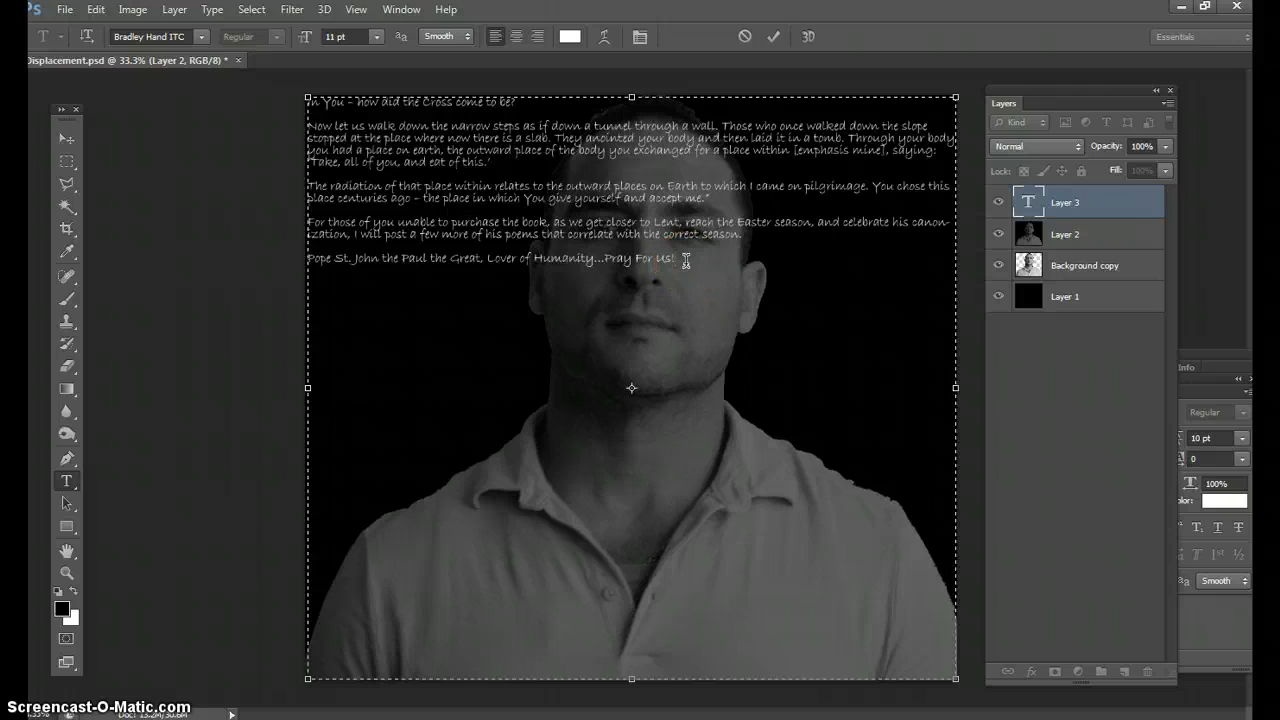 Ps File Edit Image Layer Type Select Filter 3D View Window Help
T Bradley Hand ITC Regular 11 pt Smooth 3D Essentials
Displacement.psd @ 33.3% (Layer 2, RGB/8) * ×
In You - how did the Cross come to be?
Now let us walk down the narrow steps as if down a tunnel through a wall. Those who once walked down the slope
stopped at the place where now there is a slab. They anointed your body and then laid it in a tomb. Through your body
you had a place on earth, the outward place of the body you exchanged for a place within [emphasis mine], saying:
'Take, all of you, and eat of this.'
The radiation of that place within relates to the outward places on Earth to which I came on pilgrimage. You chose this
place centuries ago - the place in which You give yourself and accept me."
For those of you unable to purchase the book, as we get closer to Lent, reach the Easter season, and celebrate his canon-
ization, I will post a few more of his poems that correlate with the correct season.
Pope St. John the Paul the Great, Lover of Humanity...Pray For Us!
Layers
Kind
Normal Opacity: 100%
Lock: Fill: 100%
T Layer 3
Layer 2
Background copy
Layer 1
Info
Regular
10 pt
0
100%
Color:
Smooth
Doc: 13.2M/30.6M
Screencast-O-Matic.com